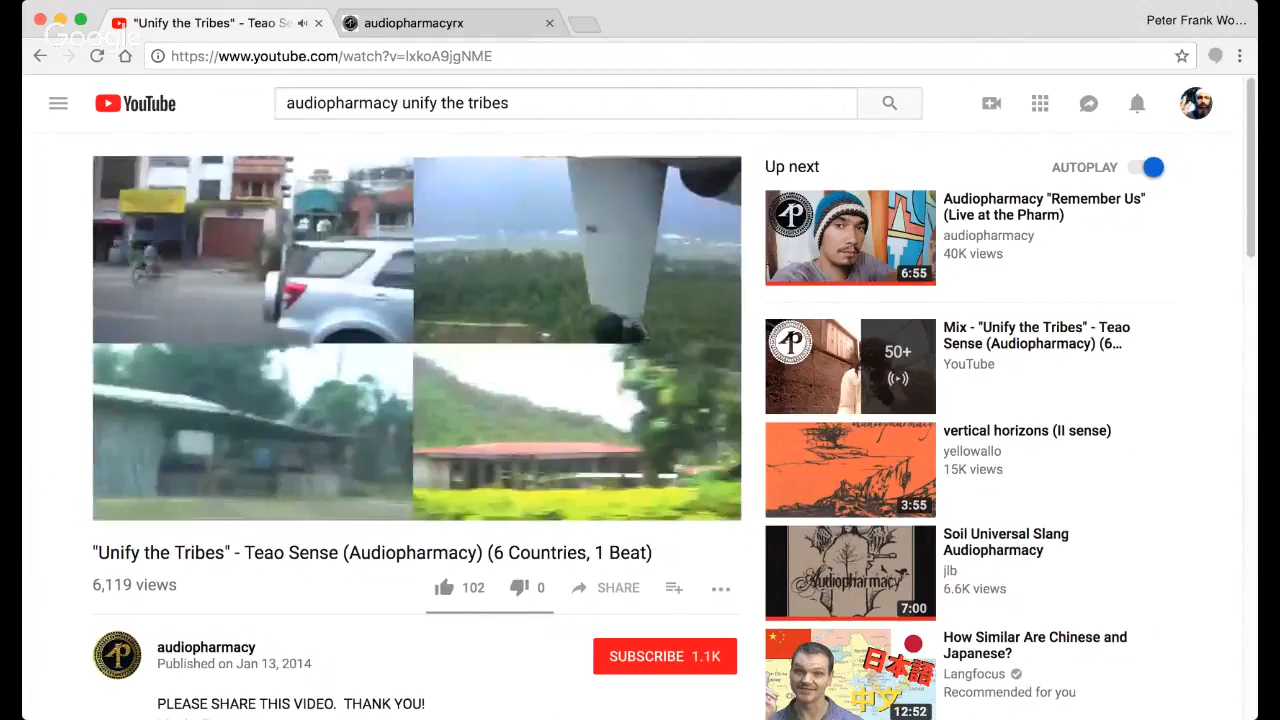 "Unify the Tribes" - Teao Se
audiopharmacyrx
Peter Frank Wo...
Google
https://www.youtube.com/watch?v=lxkoA9jgNME
YouTube
audiopharmacy unify the tribes
Up next
AUTOPLAY
Audiopharmacy "Remember Us"
(Live at the Pharm)
audiopharmacy
40K views
6:55
Mix - "Unify the Tribes" - Teao
Sense (Audiopharmacy) (6...
YouTube
50+
vertical horizons (II sense)
yellowallo
15K views
3:55
Soil Universal Slang
Audiopharmacy
jlb
6.6K views
Audiopharmacy
7:00
How Similar Are Chinese and
Japanese?
Langfocus
Recommended for you
日本語
中文
12:52
"Unify the Tribes" - Teao Sense (Audiopharmacy) (6 Countries, 1 Beat)
6,119 views
102
0
SHARE
audiopharmacy
Published on Jan 13, 2014
SUBSCRIBE 1.1K
PLEASE SHARE THIS VIDEO. THANK YOU!